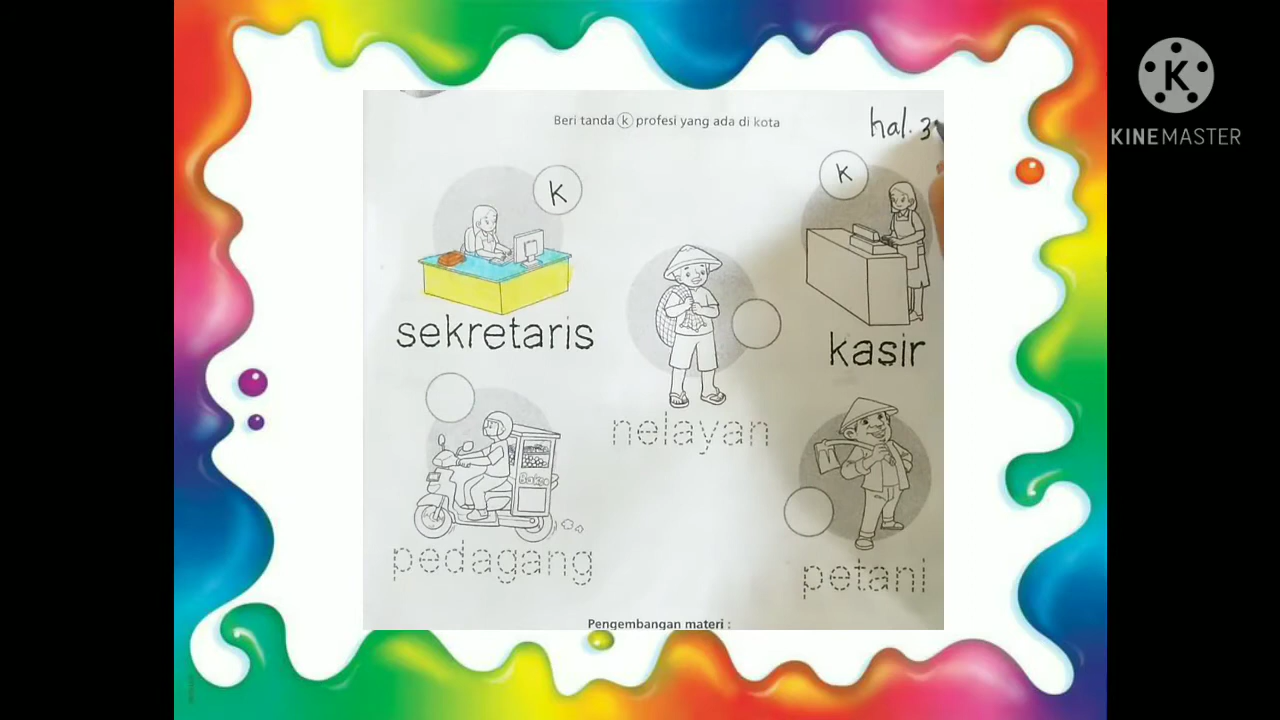 Beri tanda k profesi yang ada di kota
hal. 3
k
k
sekretaris
kasir
nelayan
Bakso
pedagang
petani
Pengembangan materi :
K
KINEMASTER